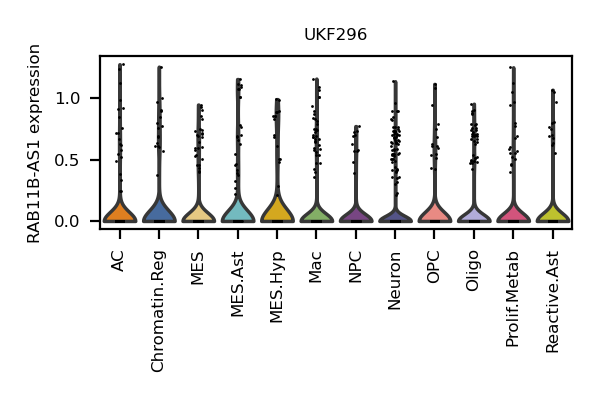 UKF296
RAB11B-AS1 expression
1.0
0.5
0.0
AC
Chromatin.Reg
MES
MES.Ast
MES.Hyp
Mac
NPC
Neuron
OPC
Oligo
Prolif.Metab
Reactive.Ast